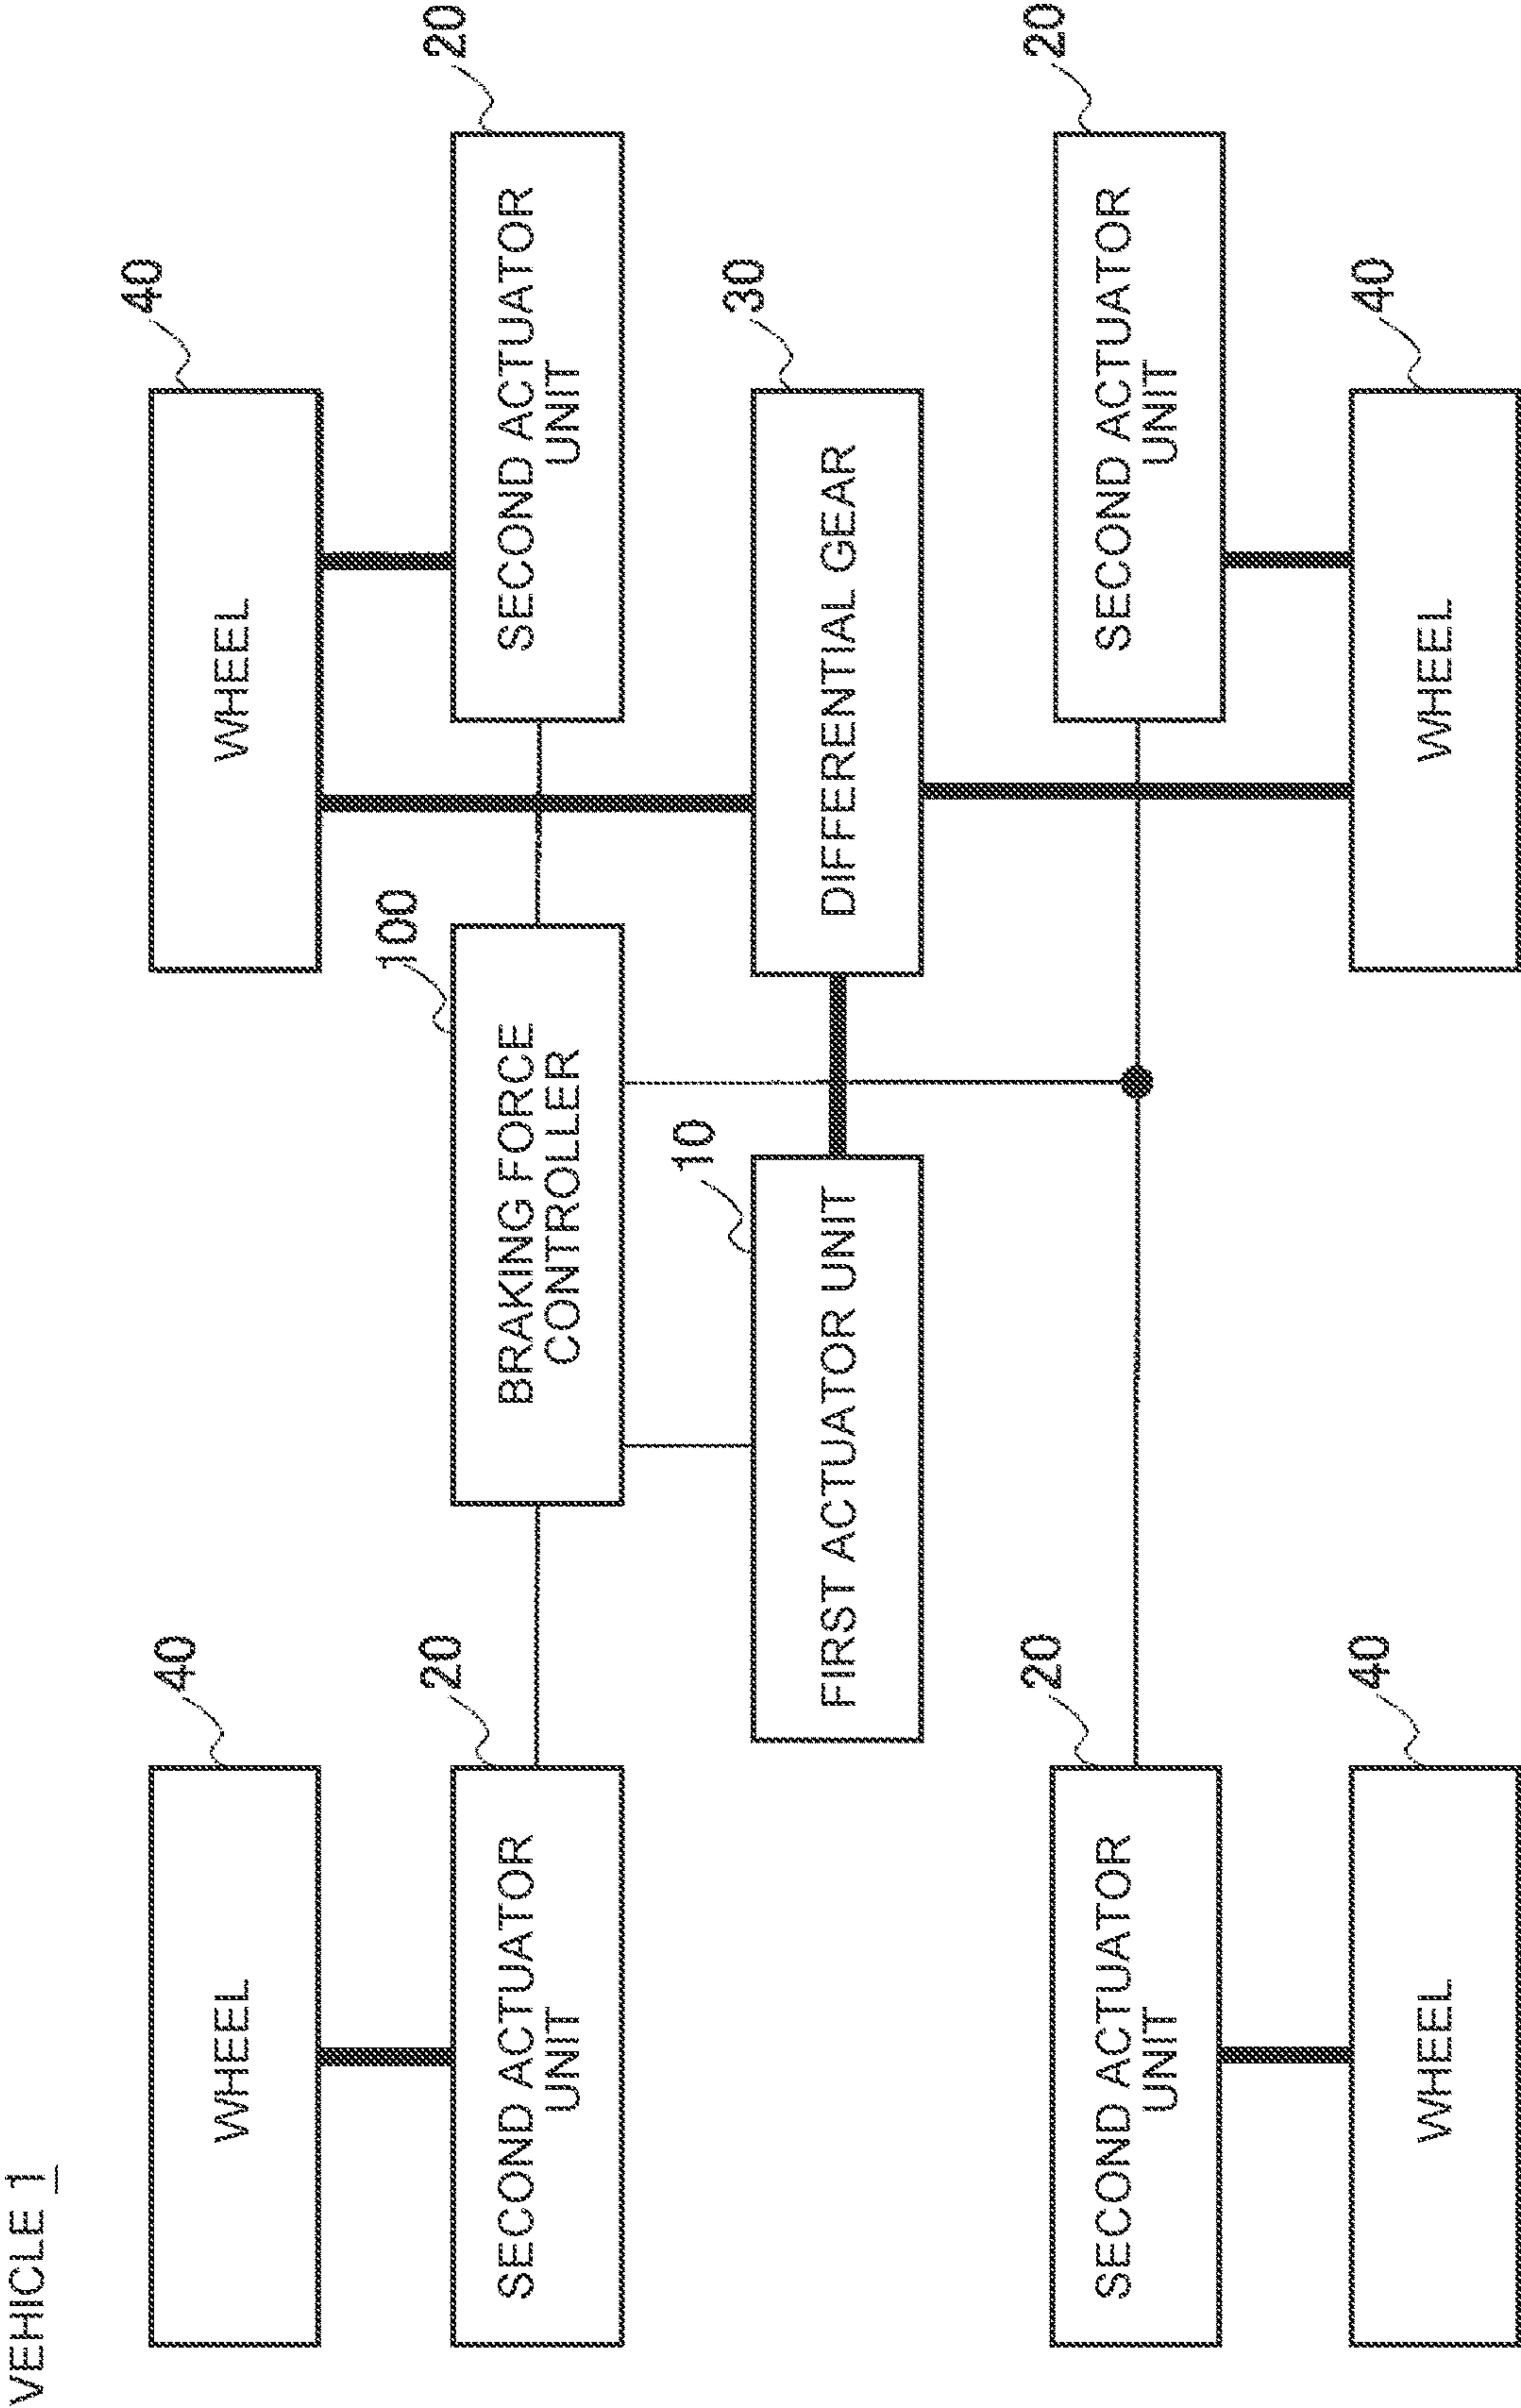 VEHICLE 1
40
WHEEL
40
WHEEL
20
SECOND ACTUATOR
UNIT
100
BRAKING FORCE
CONTROLLER
20
SECOND ACTUATOR
UNIT
10
FIRST ACTUATOR UNIT
30
DIFFERENTIAL GEAR
20
SECOND ACTUATOR
UNIT
20
SECOND ACTUATOR
UNIT
40
WHEEL
40
WHEEL